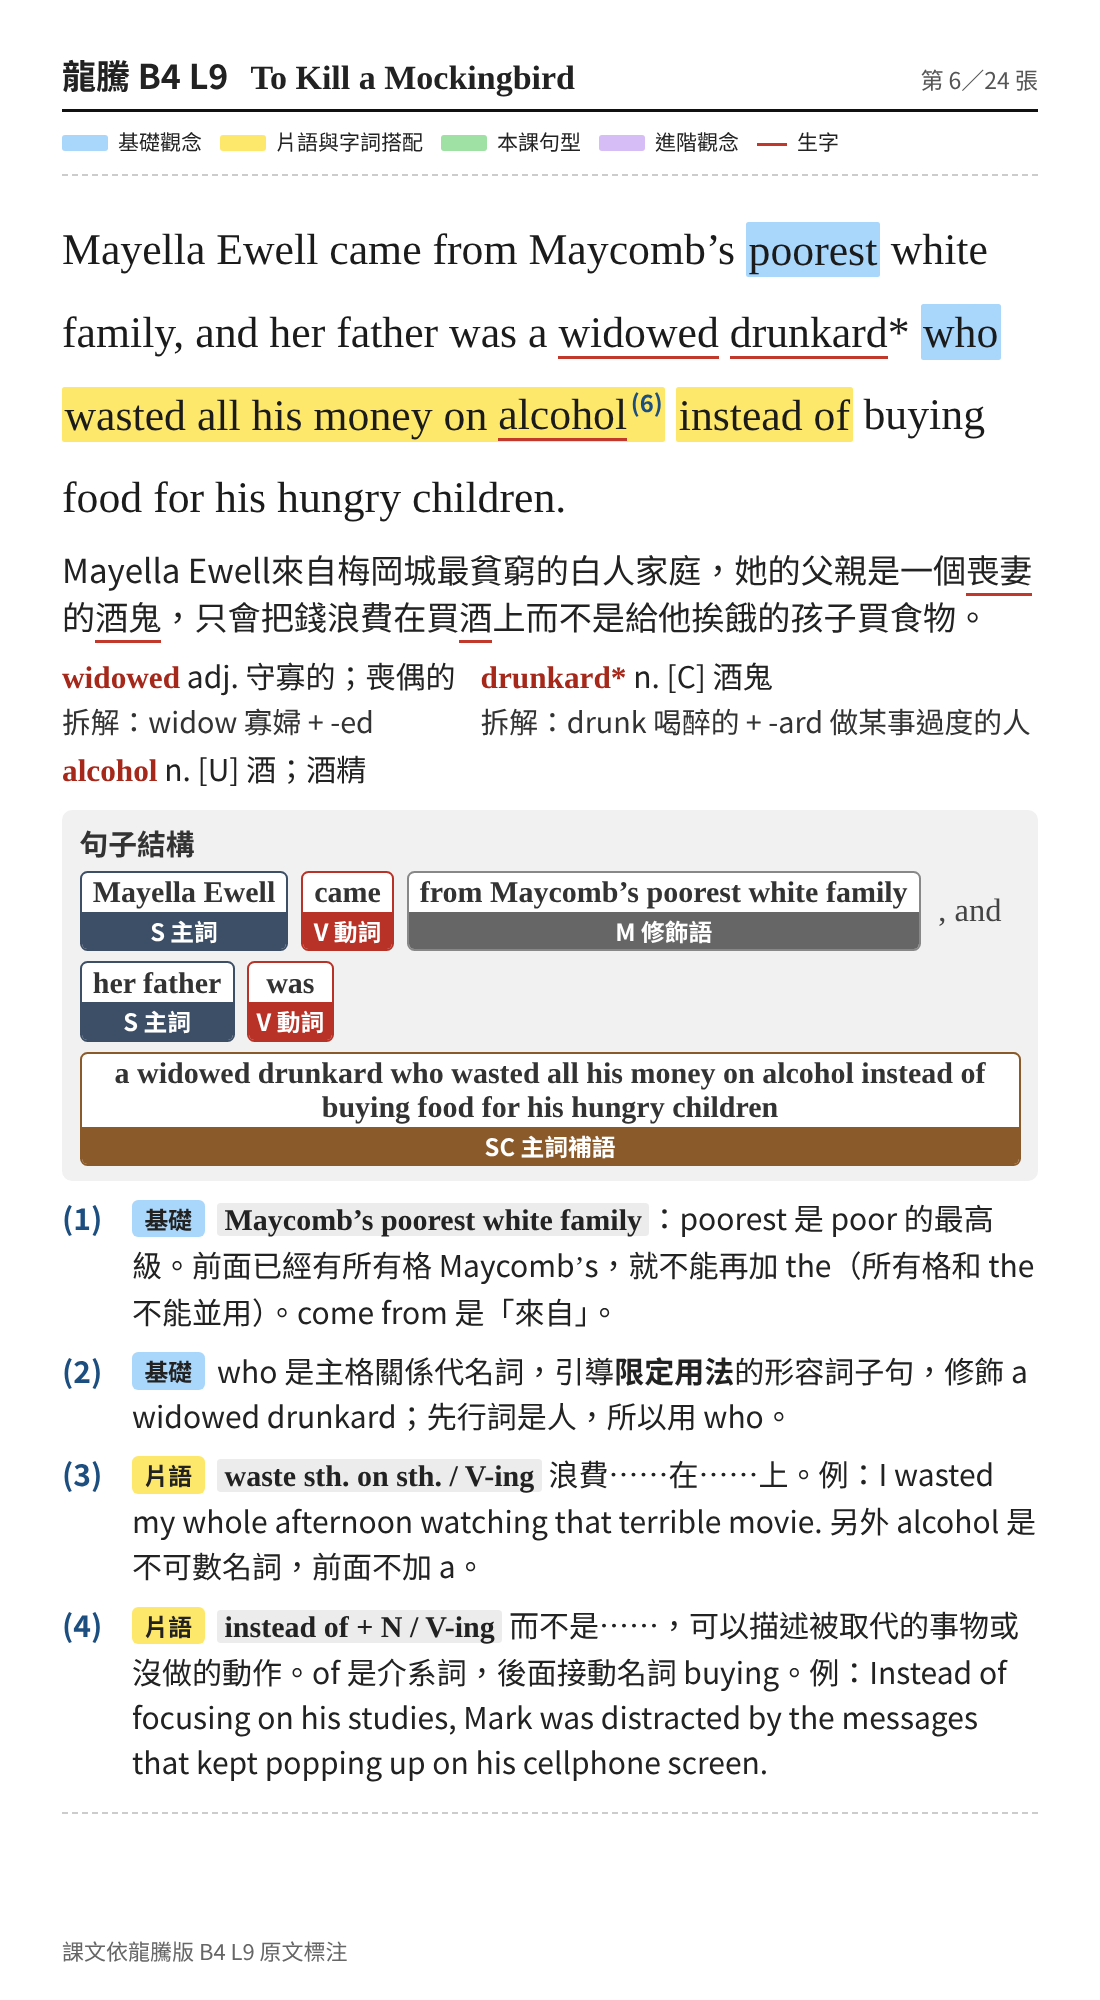 龍騰 B4 L9 To Kill a Mockingbird
第 6／24 張
基礎觀念 片語與字詞搭配 本課句型 進階觀念 生字
Mayella Ewell came from Maycomb’s poorest white
family, and her father was a widowed drunkard* who
wasted all his money on alcohol(6) instead of buying
food for his hungry children.
Mayella Ewell來自梅岡城最貧窮的白人家庭，她的父親是一個喪妻
的酒鬼，只會把錢浪費在買酒上而不是給他挨餓的孩子買食物。
widowed adj. 守寡的；喪偶的 drunkard* n. [C] 酒鬼
拆解：widow 寡婦 + -ed 拆解：drunk 喝醉的 + -ard 做某事過度的人
alcohol n. [U] 酒；酒精
句子結構
Mayella Ewell came from Maycomb’s poorest white family , and
S 主詞 V 動詞 M 修飾語
her father was
S 主詞 V 動詞
a widowed drunkard who wasted all his money on alcohol instead of
buying food for his hungry children
SC 主詞補語
(1) 基礎 Maycomb’s poorest white family：poorest 是 poor 的最高
級。前面已經有所有格 Maycomb’s，就不能再加 the（所有格和 the
不能並用）。come from 是「來自」。
(2) 基礎 who 是主格關係代名詞，引導限定用法的形容詞子句，修飾 a
widowed drunkard；先行詞是人，所以用 who。
(3) 片語 waste sth. on sth. / V-ing 浪費……在……上。例：I wasted
my whole afternoon watching that terrible movie. 另外 alcohol 是
不可數名詞，前面不加 a。
(4) 片語 instead of + N / V-ing 而不是……，可以描述被取代的事物或
沒做的動作。of 是介系詞，後面接動名詞 buying。例：Instead of
focusing on his studies, Mark was distracted by the messages
that kept popping up on his cellphone screen.
課文依龍騰版 B4 L9 原文標注